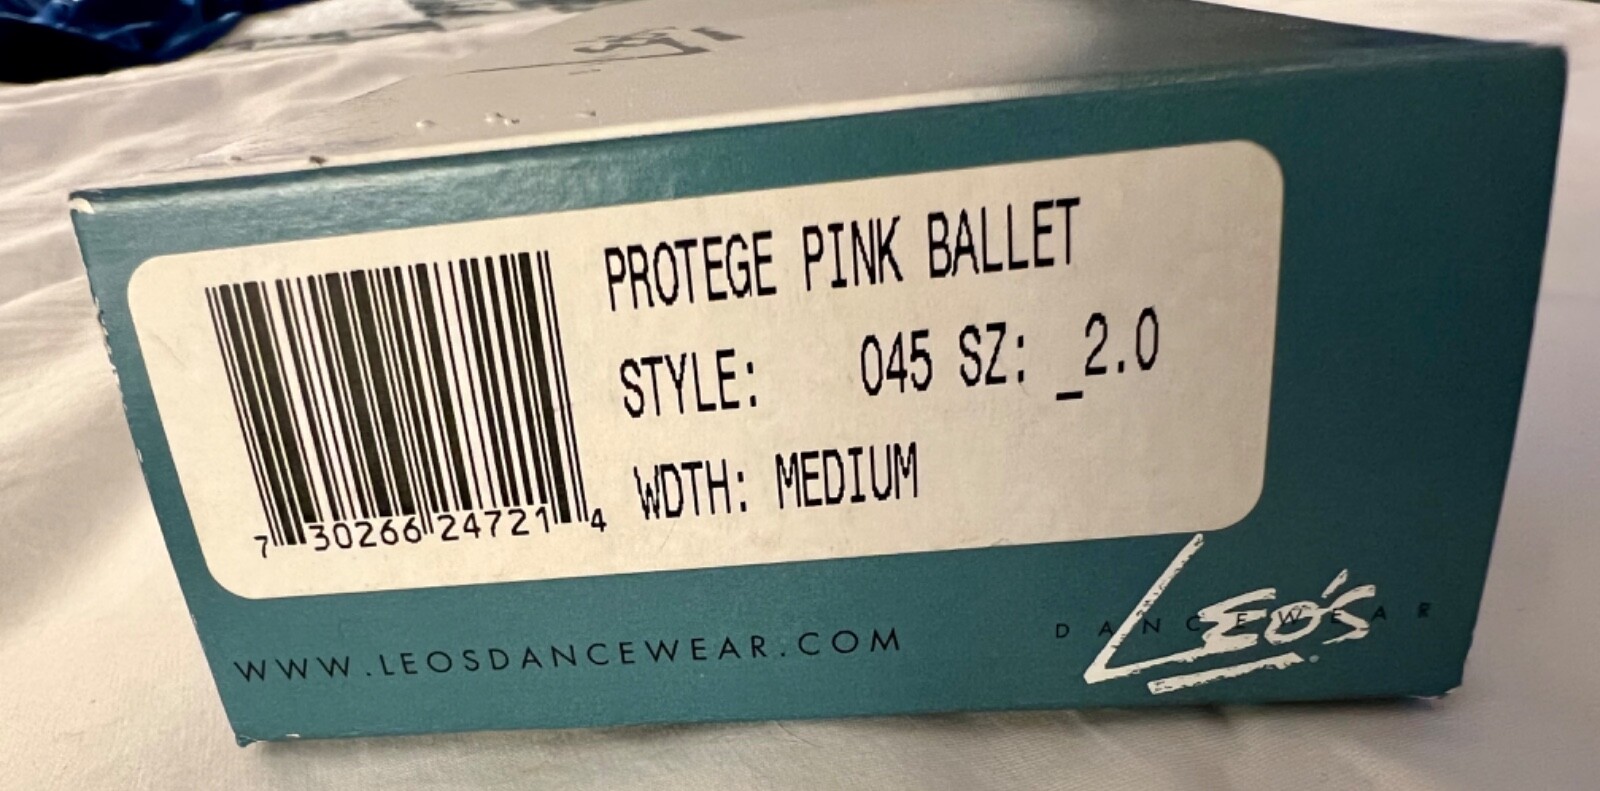 PROTEGE PINK BALLET
STYLE: 045 SZ: _2.0
WDTH: MEDIUM
7 30266 24721 4
WWW.LEOSDANCEWEAR.COM
LEO'S
DANCEWEAR